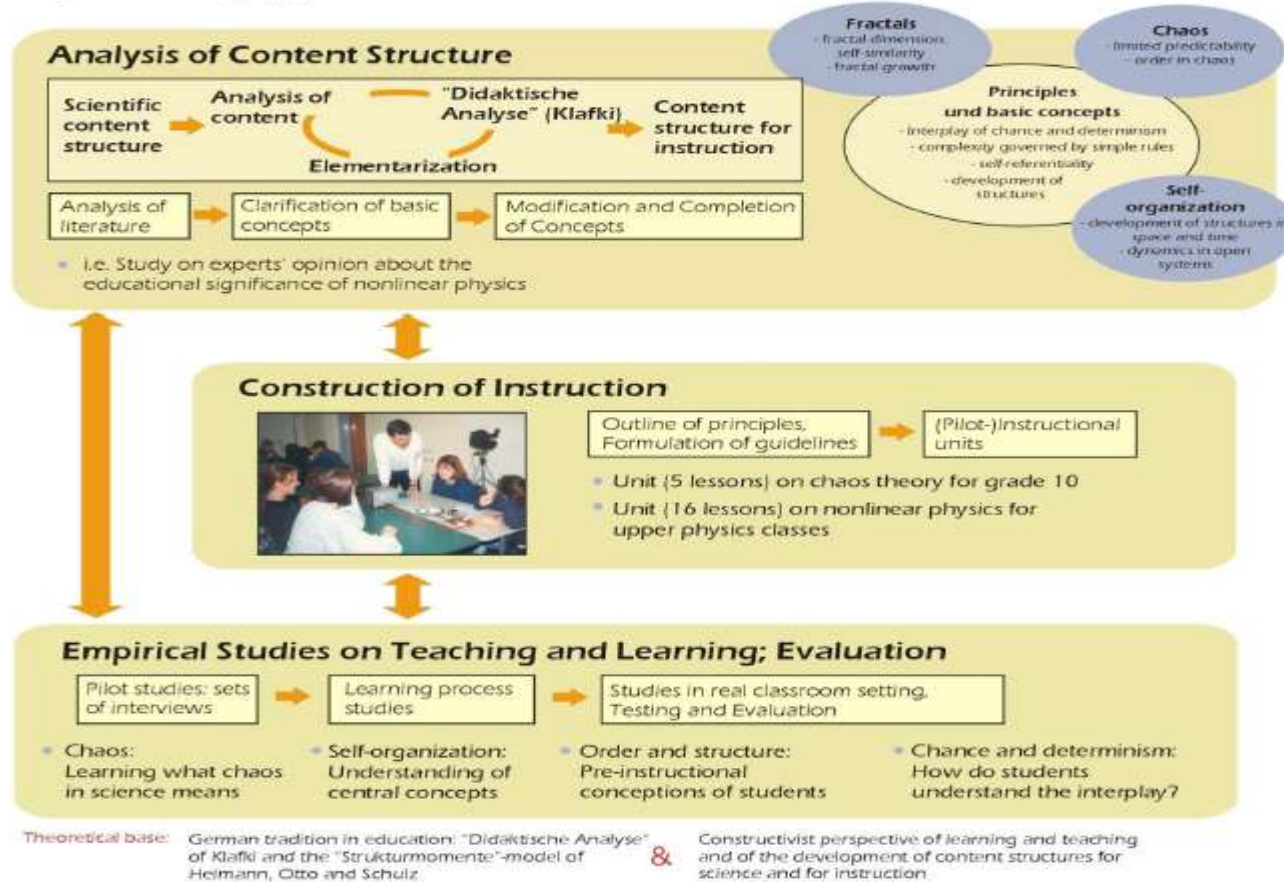 Analysis of Content Structure
Scientific
content
structure
Analysis of
content
"Didaktische
Analyse" (Klafki)
Elementarization
Content
structure for
instruction
Analysis of
literature
Clarification of basic
concepts
Modification and Completion
of Concepts
i.e. Study on experts' opinion about the
educational significance of nonlinear physics
Fractals
- fractal dimension,
self-similarity
- fractal growth
Chaos
- limited predictability
- order in chaos
Principles
und basic concepts
- interplay of chance and determinism
- complexity governed by simple rules
- self-referentiality
- development of
structures
Self-
organization
- development of structures
space and time
- dynamics in open
systems
Construction of Instruction
Outline of principles,
Formulation of guidelines
(Pilot-)Instructional
units
Unit (5 lessons) on chaos theory for grade 10
Unit (16 lessons) on nonlinear physics for
upper physics classes
Empirical Studies on Teaching and Learning; Evaluation
Pilot studies: sets
of interviews
Learning process
studies
Studies in real classroom setting,
Testing and Evaluation
Chaos:
Learning what chaos
in science means
Self-organization:
Understanding of
central concepts
Order and structure:
Pre-instructional
conceptions of students
Chance and determinism:
How do students
understand the interplay?
Theoretical base:
German tradition in education: "Didaktische Analyse"
of Klafki and the "Strukturmomente"-model of
Heimann, Otto and Schulz
&
Constructivist perspective of learning and teaching
and of the development of content structures for
science and for instruction